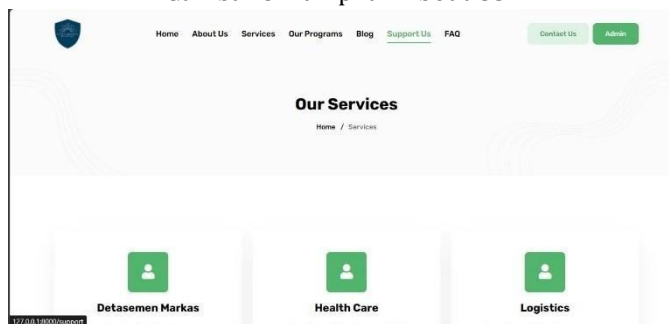 Home About Us Services Our Programs Blog Support Us FAQ Contact Us Admin
Our Services
Home / Services
Detasemen Markas Health Care Logistics
127.0.0.1:8000/support